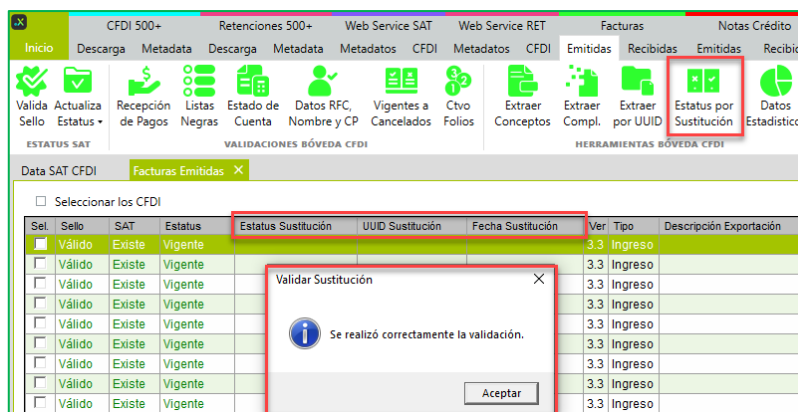 CFDI 500+ Retenciones 500+ Web Service SAT Web Service RET Facturas Notas Crédito
Inicio Descarga Metadata Descarga Metadata Metadatos CFDI Metadatos CFDI Emitidas Recibidas Emitidas
Valida Sello
Actualiza Estatus
Recepción de Pagos
Listas Negras
Estado de Cuenta
Datos RFC, Nombre y CP
Vigentes a Cancelados
Ctvo Folios
Extraer Conceptos
Extraer Compl.
Extraer por UUID
Estatus por Sustitución
Datos Estadistico
ESTATUS SAT VALIDACIONES BÓVEDA CFDI HERRAMIENTAS BÓVEDA CFDI
Data SAT CFDI Facturas Emitidas
Seleccionar los CFDI
Sel. Sello SAT Estatus Estatus Sustitución UUID Sustitución Fecha Sustitución Ver Tipo Descripción Exportación
Válido Existe Vigente 3.3 Ingreso
Válido Existe Vigente 3.3 Ingreso
Válido Existe Vigente 3.3 Ingreso
Válido Existe Vigente 3.3 Ingreso
Válido Existe Vigente 3.3 Ingreso
Válido Existe Vigente 3.3 Ingreso
Válido Existe Vigente 3.3 Ingreso
Válido Existe Vigente 3.3 Ingreso
Válido Existe Vigente 3.3 Ingreso
Validar Sustitución
Se realizó correctamente la validación.
Aceptar